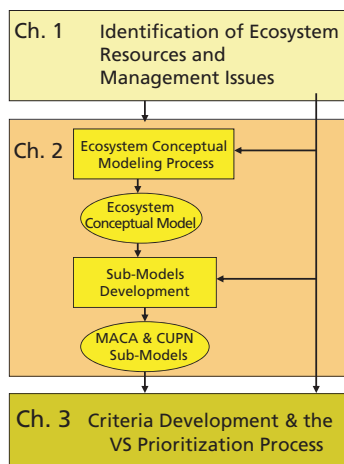 Ch. 1 Identification of Ecosystem
Resources and
Management Issues
Ch. 2
Ecosystem Conceptual
Modeling Process
Ecosystem
Conceptual Model
Sub-Models
Development
MACA & CUPN
Sub-Models
Ch. 3 Criteria Development & the
VS Prioritization Process